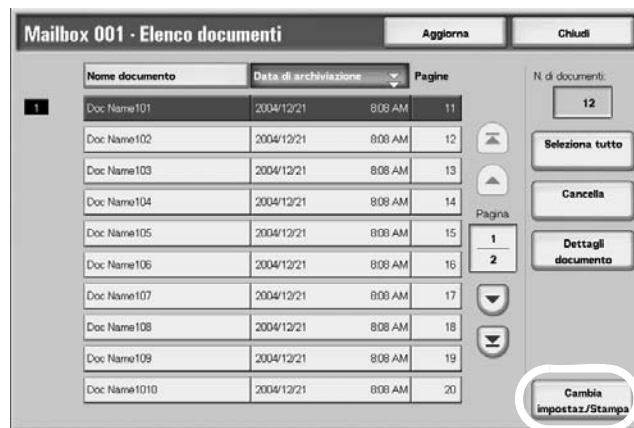 Mailbox 001 - Elenco documenti
Aggiorna
Chiudi
Nome documento
Data di archiviazione
Pagine
N. di documenti:
12
1
Doc Name101 2004/12/21 8:08 AM 11
Doc Name102 2004/12/21 8:08 AM 12
Doc Name103 2004/12/21 8:08 AM 13
Doc Name104 2004/12/21 8:08 AM 14
Doc Name105 2004/12/21 8:08 AM 15
Doc Name106 2004/12/21 8:08 AM 16
Doc Name107 2004/12/21 8:08 AM 17
Doc Name108 2004/12/21 8:08 AM 18
Doc Name109 2004/12/21 8:08 AM 19
Doc Name1010 2004/12/21 8:08 AM 20
Pagina
1
2
Seleziona tutto
Cancella
Dettagli
documento
Cambia
impostaz./Stampa